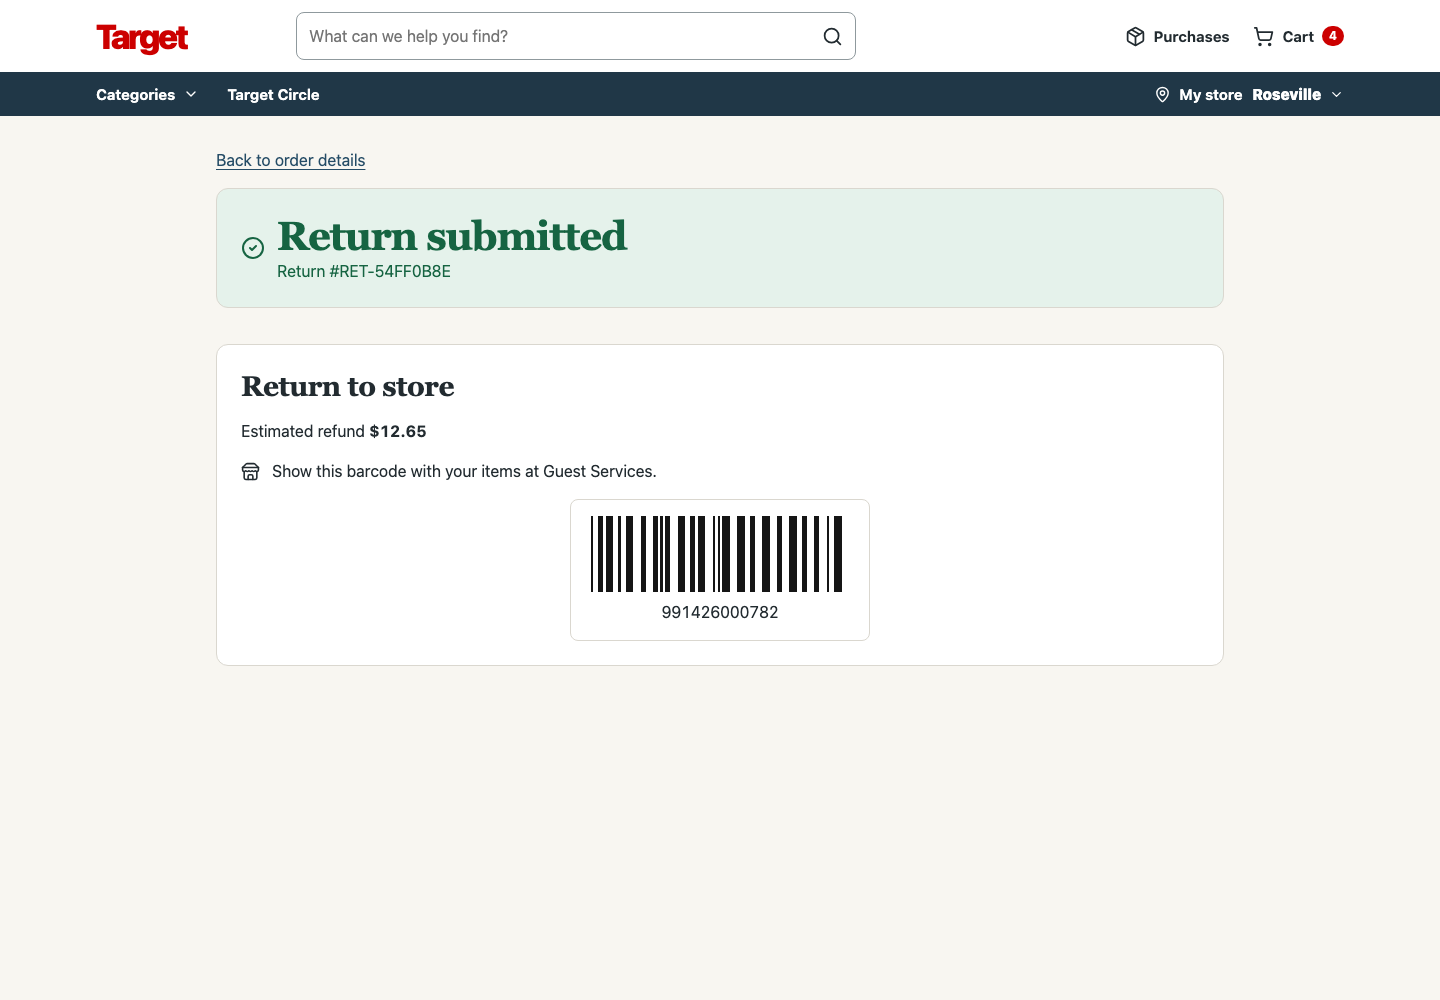 Target
What can we help you find?
Purchases
Cart 4
Categories
Target Circle
My store Roseville
Back to order details
Return submitted
Return #RET-54FF0B8E
Return to store
Estimated refund $12.65
Show this barcode with your items at Guest Services.
991426000782